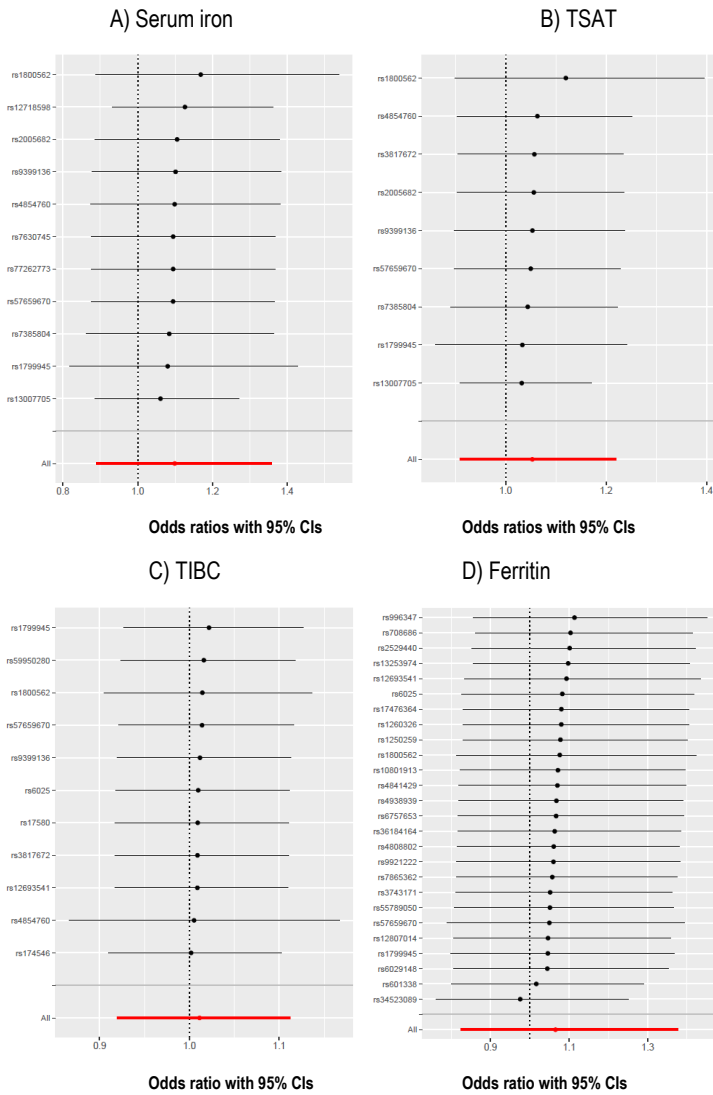 A) Serum iron
rs1800562
rs12718598
rs2005682
rs9399136
rs4854760
rs7630745
rs77262773
rs57659670
rs7385804
rs1799945
rs13007705
All
0.8 1.0 1.2 1.4
Odds ratios with 95% CIs
B) TSAT
rs1800562
rs4854760
rs3817672
rs2005682
rs9399136
rs57659670
rs7385804
rs1799945
rs13007705
All
1.0 1.2 1.4
Odds ratios with 95% CIs
C) TIBC
rs1799945
rs59950280
rs1800562
rs57659670
rs9399136
rs6025
rs17580
rs3817672
rs12693541
rs4854760
rs174546
All
0.9 1.0 1.1
Odds ratio with 95% CIs
D) Ferritin
rs996347
rs708686
rs2529440
rs13253974
rs12693541
rs6025
rs17476364
rs1260326
rs1250259
rs1800562
rs10801913
rs4841429
rs4938939
rs6757653
rs36184164
rs4808802
rs9921222
rs7865362
rs3743171
rs55789050
rs57659670
rs12807014
rs1799945
rs6029148
rs601338
rs34523089
All
0.9 1.1 1.3
Odds ratio with 95% CIs